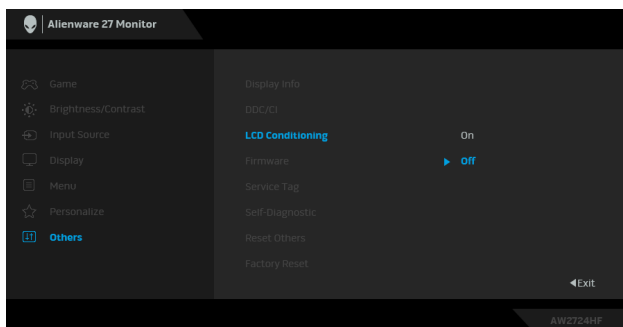 Alienware 27 Monitor
Game
Display Info
Brightness/Contrast
DDC/CI
Input Source
LCD Conditioning
On
Display
Firmware
Off
Menu
Service Tag
Personalize
Self-Diagnostic
Others
Reset Others
Factory Reset
Exit
AW2724HF